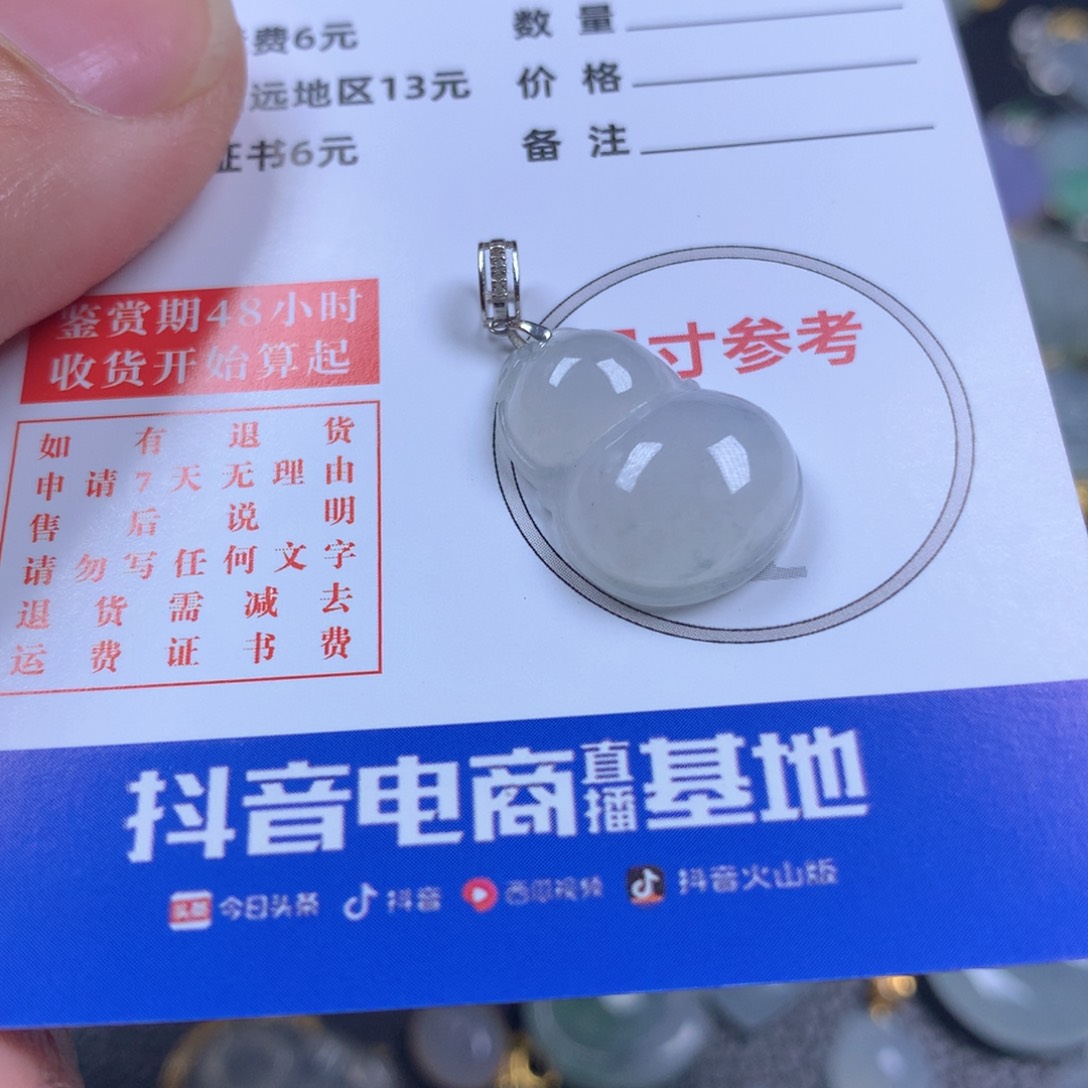 费6元
数 量
远地区13元
价 格
证书6元
备 注
鉴赏期48小时
收货开始算起
寸参考
如有退货
申请7天无理由
售后说明
请勿写任何文字
退货需减去
运费证书费
抖音电商直播基地
头条 今日头条 抖音 西瓜视频 抖音火山版